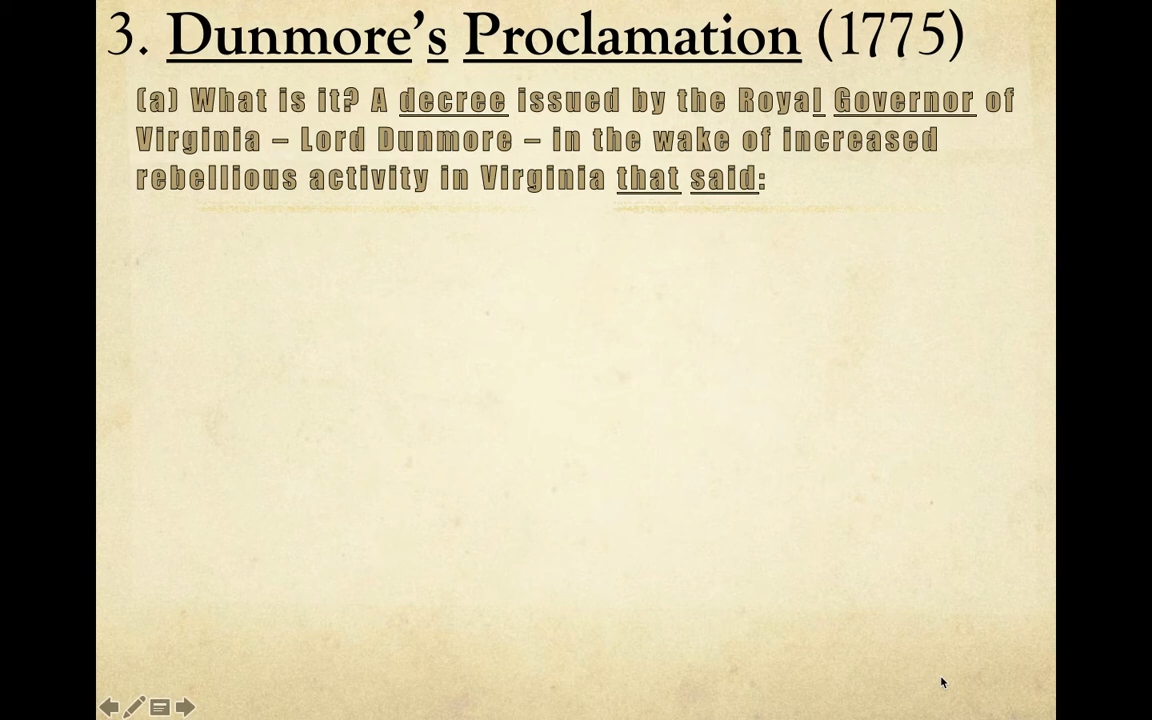 3. Dunmore’s Proclamation (1775)
(a) What is it? A decree issued by the Royal Governor of
Virginia – Lord Dunmore – in the wake of increased
rebellious activity in Virginia that said: